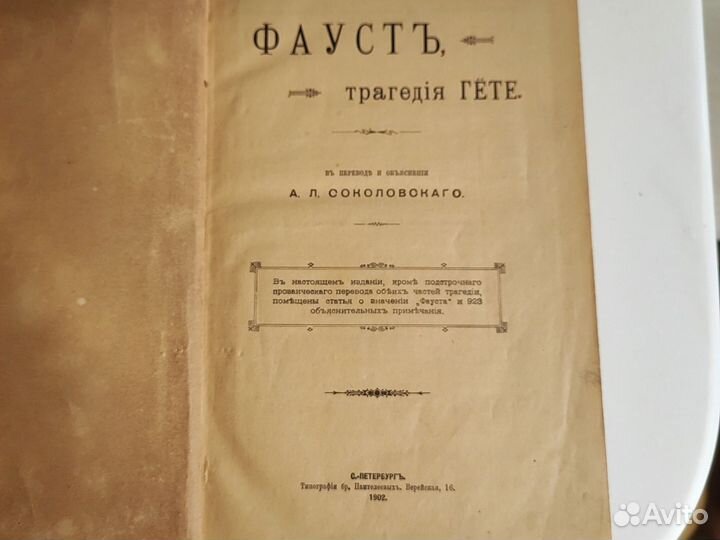 ФАУСТЪ,
трагедія ГЁТЕ.
ВЪ ПЕРЕВОДѢ И ОБЪЯСНЕНІИ
А. Л. СОКОЛОВСКАГО.
Въ настоящемъ изданіи, кромѣ подстрочнаго
прозаическаго перевода обѣихъ частей трагедіи,
помѣщены статья о значеніи „Фауста" и 923
объяснительныхъ примѣчанія.
С.-ПЕТЕРБУРГЪ.
Типографія бр. Пантелеевыхъ. Верейская, 16.
1902.
Avito